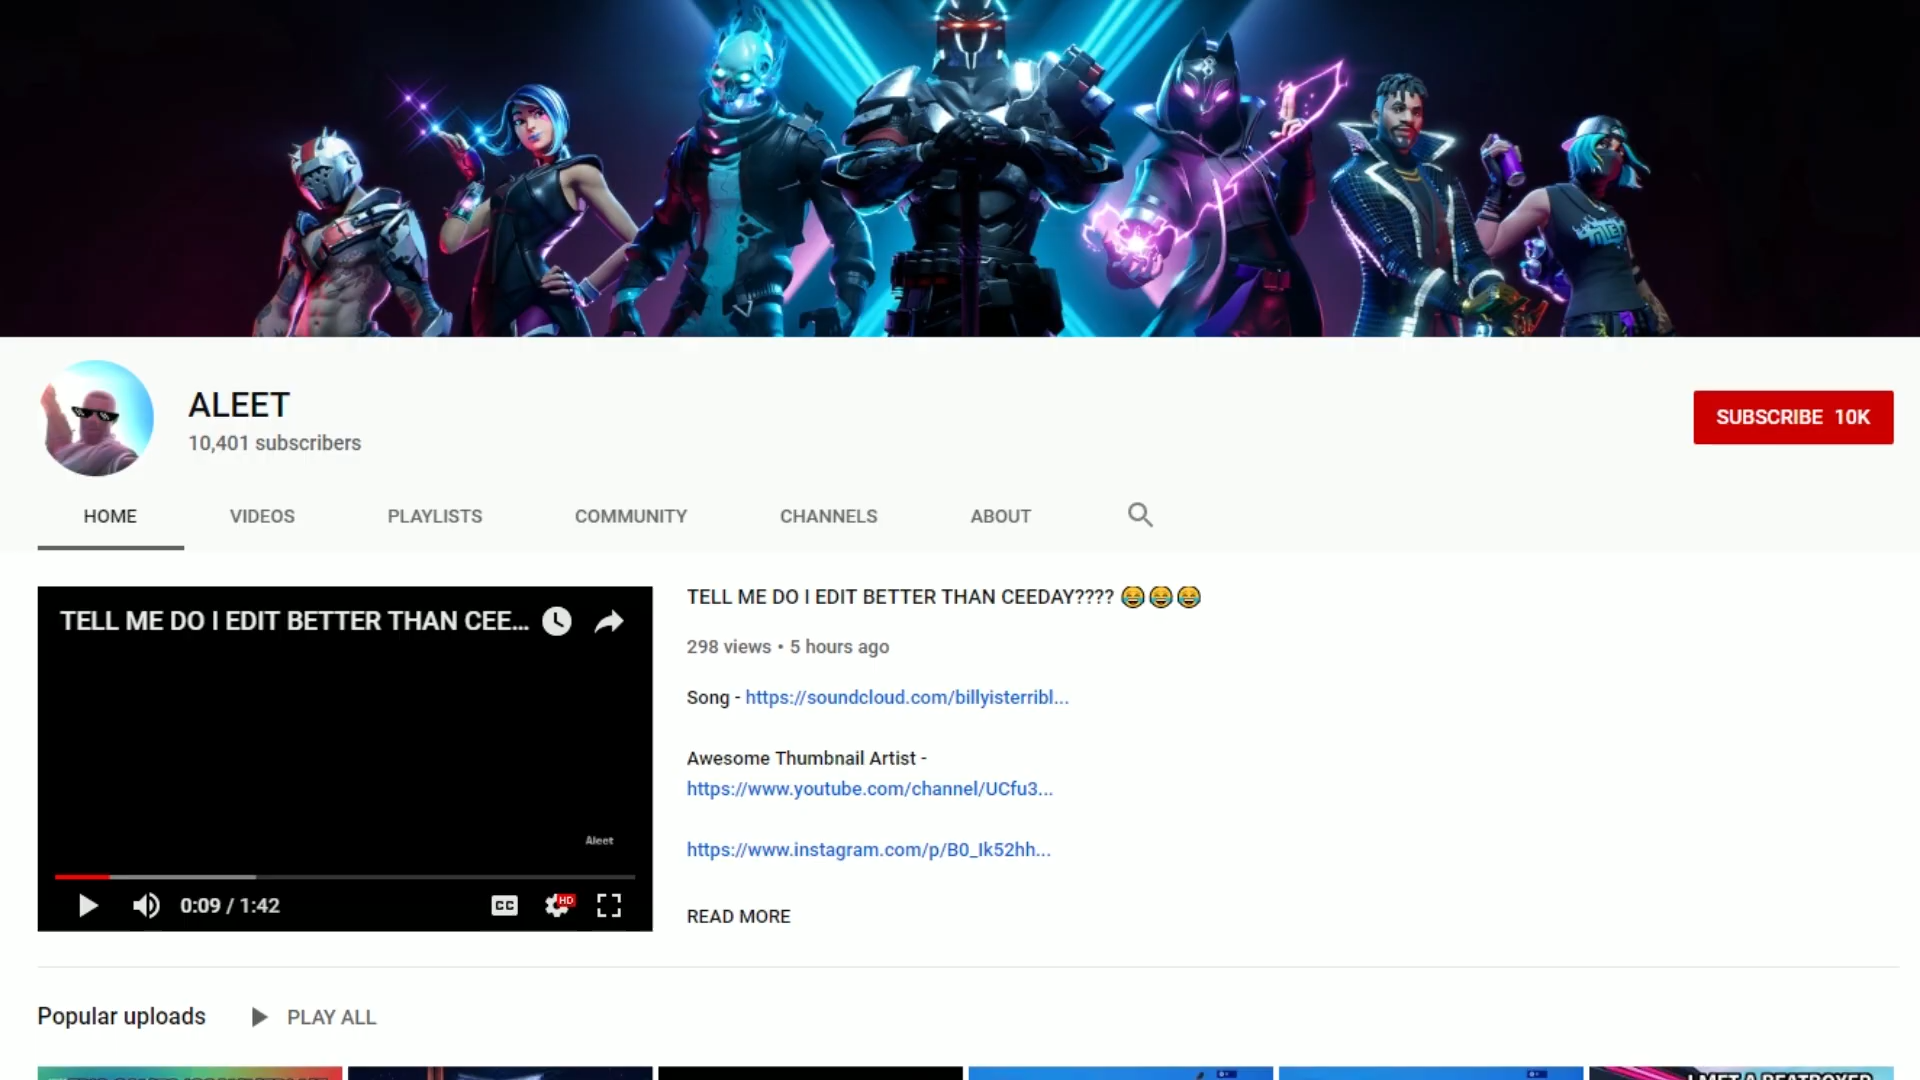 ALEET
10,401 subscribers
SUBSCRIBE 10K
HOME VIDEOS PLAYLISTS COMMUNITY CHANNELS ABOUT
TELL ME DO I EDIT BETTER THAN CEE...
Aleet
0:09 / 1:42
CC
HD
TELL ME DO I EDIT BETTER THAN CEEDAY???? 😂😂😂
298 views • 5 hours ago
Song - https://soundcloud.com/billyisterribl...
Awesome Thumbnail Artist -
https://www.youtube.com/channel/UCfu3...
https://www.instagram.com/p/B0_Ik52hh...
READ MORE
Popular uploads PLAY ALL